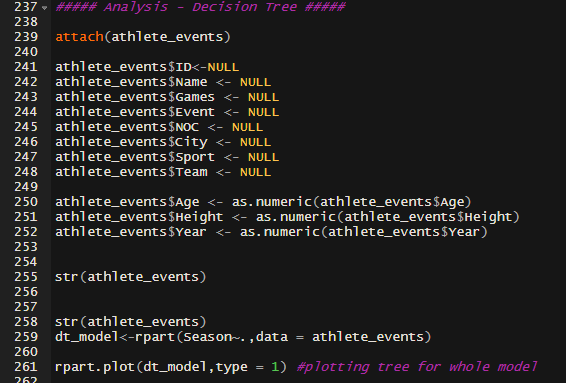 237 ##### Analysis - Decision Tree #####
238
239 attach(athlete_events)
240
241 athlete_events$ID<-NULL
242 athlete_events$Name <- NULL
243 athlete_events$Games <- NULL
244 athlete_events$Event <- NULL
245 athlete_events$NOC <- NULL
246 athlete_events$City <- NULL
247 athlete_events$Sport <- NULL
248 athlete_events$Team <- NULL
249
250 athlete_events$Age <- as.numeric(athlete_events$Age)
251 athlete_events$Height <- as.numeric(athlete_events$Height)
252 athlete_events$Year <- as.numeric(athlete_events$Year)
253
254
255 str(athlete_events)
256
257
258 str(athlete_events)
259 dt_model<-rpart(Season~.,data = athlete_events)
260
261 rpart.plot(dt_model,type = 1) #plotting tree for whole model
262